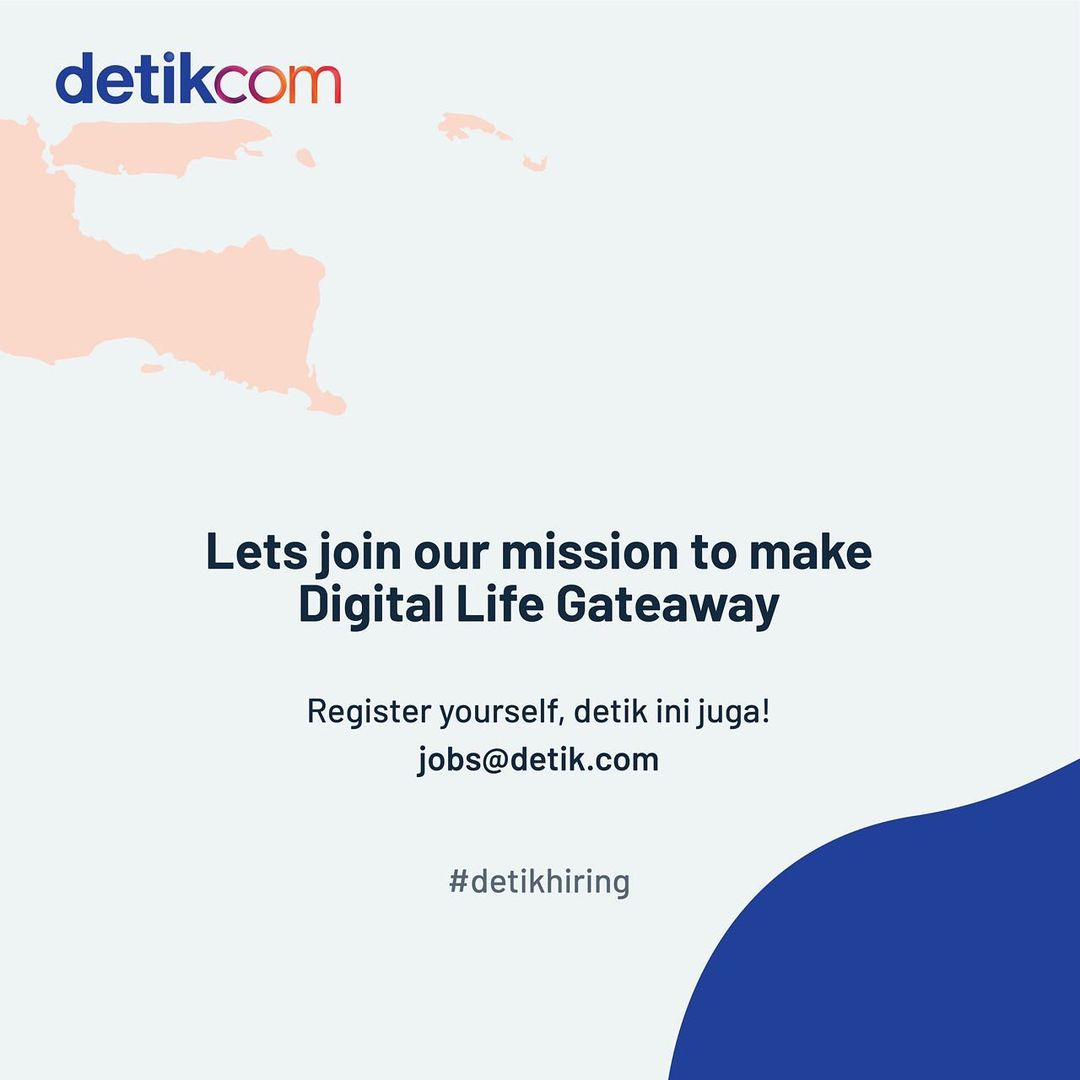 detikcom
Lets join our mission to make
Digital Life Gateaway
Register yourself, detik ini juga!
jobs@detik.com
#detikhiring